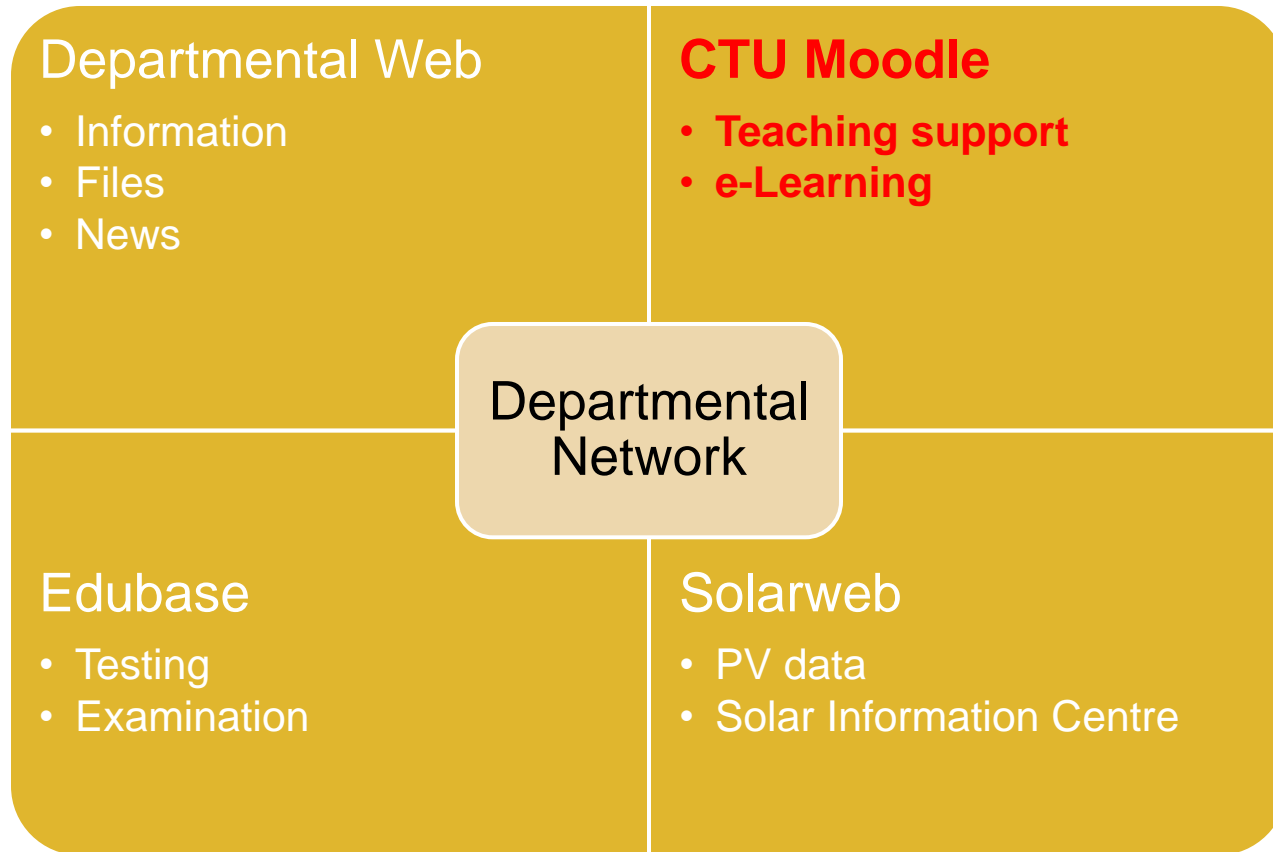 Departmental Web
• Information
• Files
• News
CTU Moodle
• Teaching support
• e-Learning
Departmental
Network
Edubase
• Testing
• Examination
Solarweb
• PV data
• Solar Information Centre